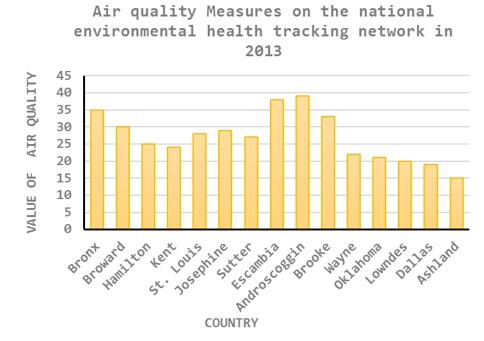 Air quality Measures on the national
environmental health tracking network in
2013
VALUE OF  AIR QUALITY
45
40
35
30
25
20
15
10
5
0
Bronx
Broward
Hamilton
Kent
St. Louis
Josephine
Sutter
Escambia
Androscoggin
Brooke
Wayne
Oklahoma
Lowndes
Dallas
Ashland
COUNTRY